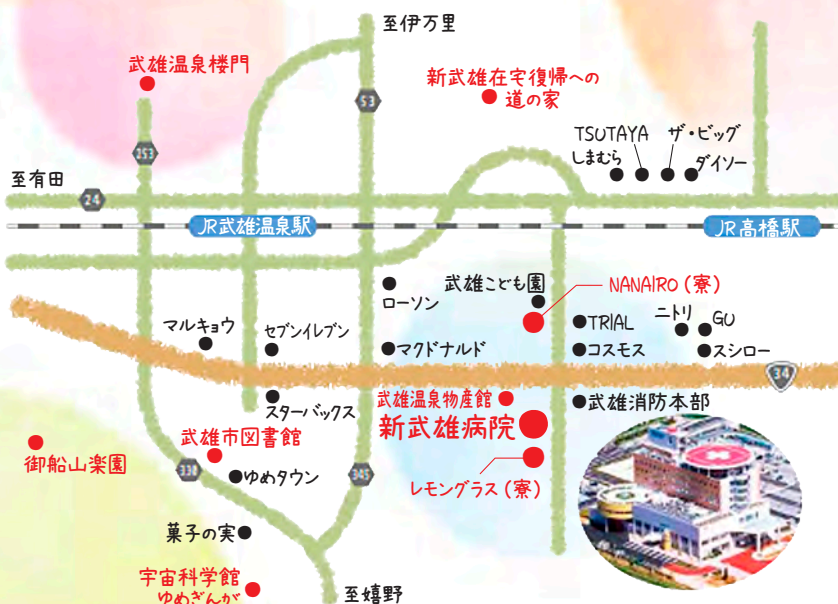 至伊万里
武雄温泉楼門
53
新武雄在宅復帰への
道の家
253
TSUTAYA
ザ・ビッグ
しまむら
ダイソー
至有田
24
JR武雄温泉駅
JR高橋駅
ローソン
武雄こども園
NANAIRO(寮)
マルキョウ
セブンイレブン
マクドナルド
TRIAL
ニトリ
GU
コスモス
スシロー
34
スターバックス
武雄温泉物産館
武雄消防本部
新武雄病院
武雄市図書館
御船山楽園
330
ゆめタウン
345
レモングラス(寮)
菓子の実
宇宙科学館
ゆめぎんが
至嬉野